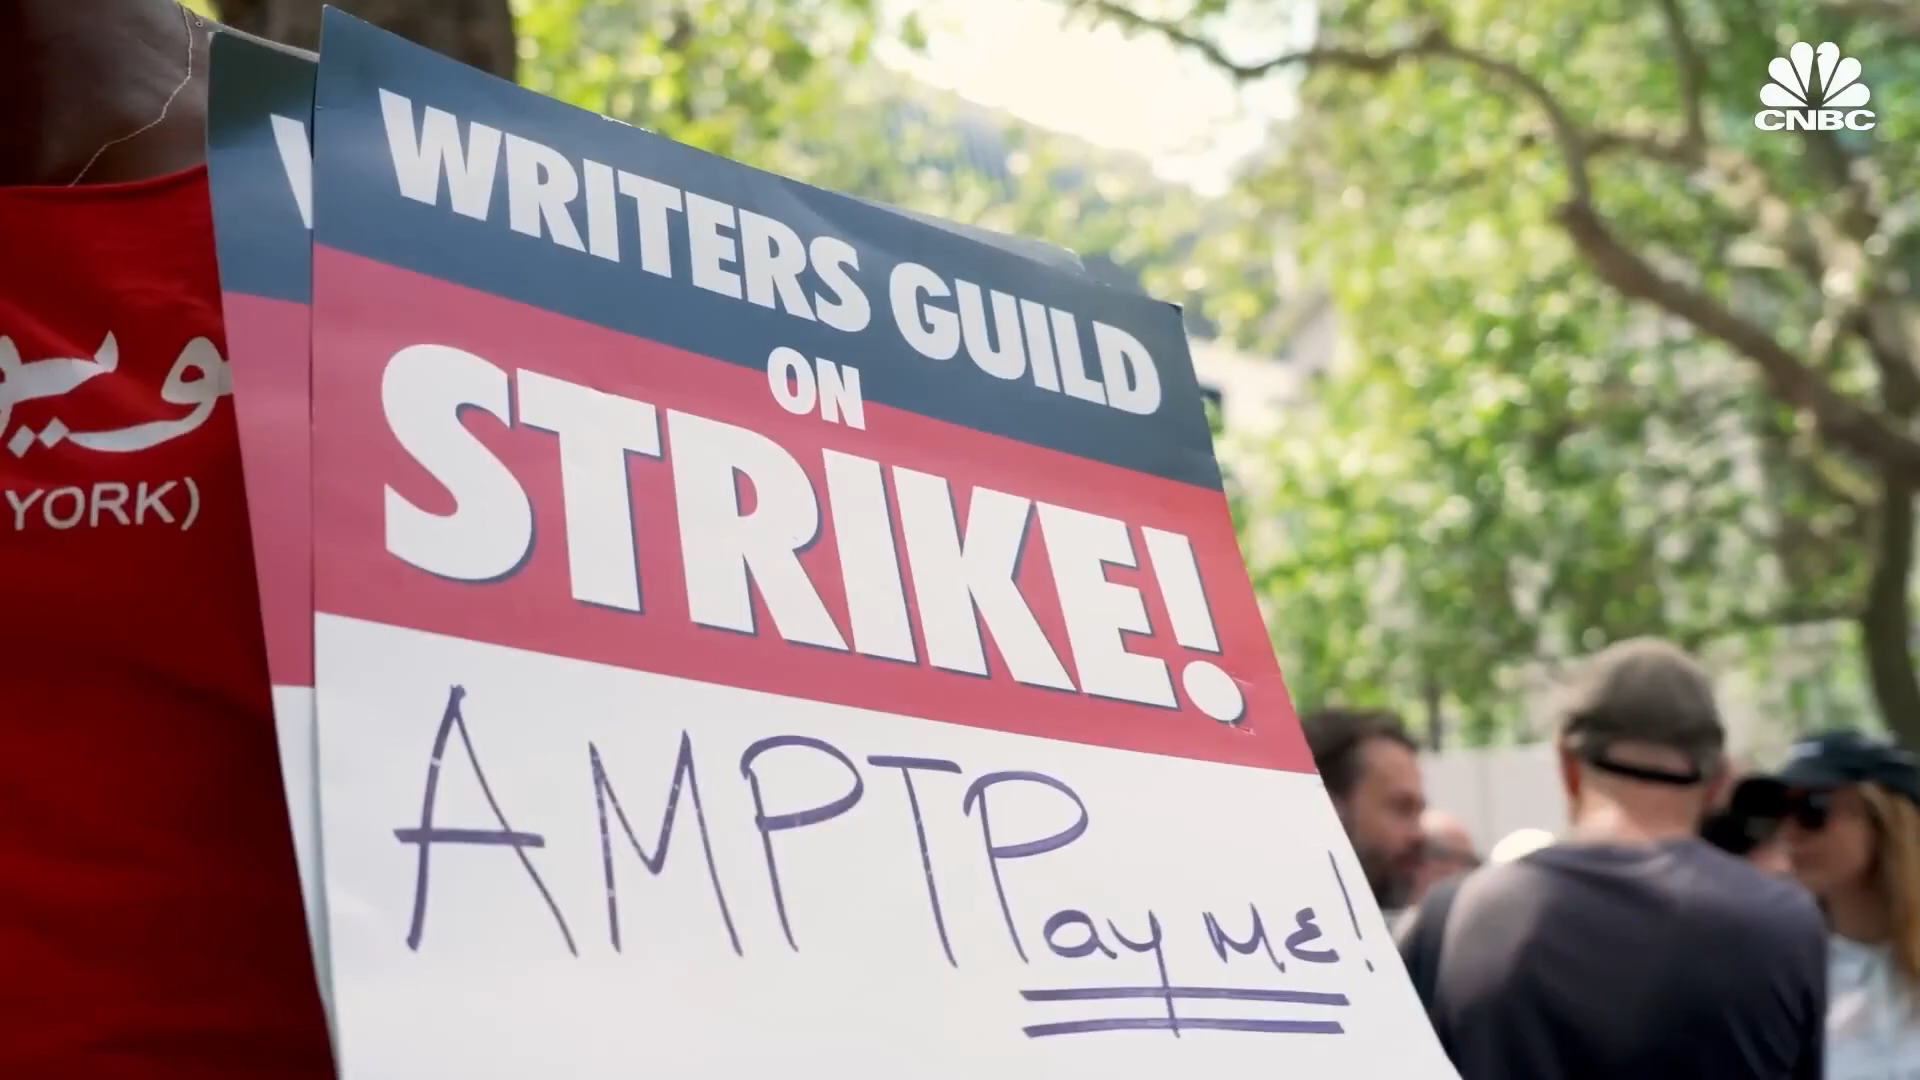 CNBC
WRITERS GUILD
ON
STRIKE!
AMPTPay ME!
YORK)